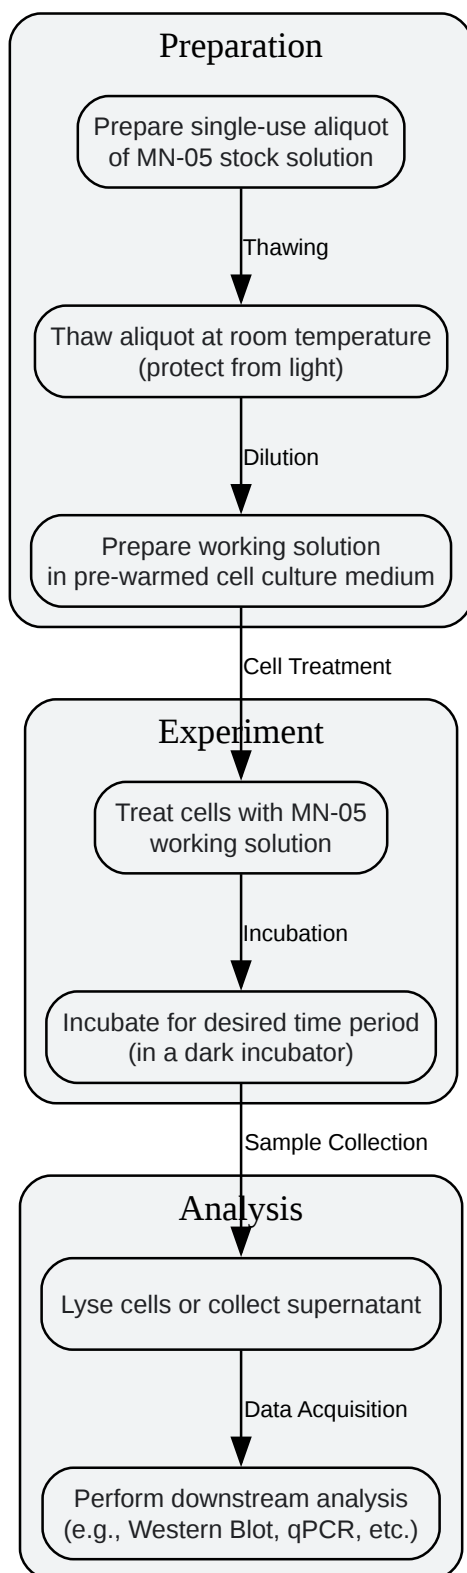 Preparation
Prepare single-use aliquot
of MN-05 stock solution
Thawing
Thaw aliquot at room temperature
(protect from light)
Dilution
Prepare working solution
in pre-warmed cell culture medium
Cell Treatment
Experiment
Treat cells with MN-05
working solution
Incubation
Incubate for desired time period
(in a dark incubator)
Sample Collection
Analysis
Lyse cells or collect supernatant
Data Acquisition
Perform downstream analysis
(e.g., Western Blot, qPCR, etc.)